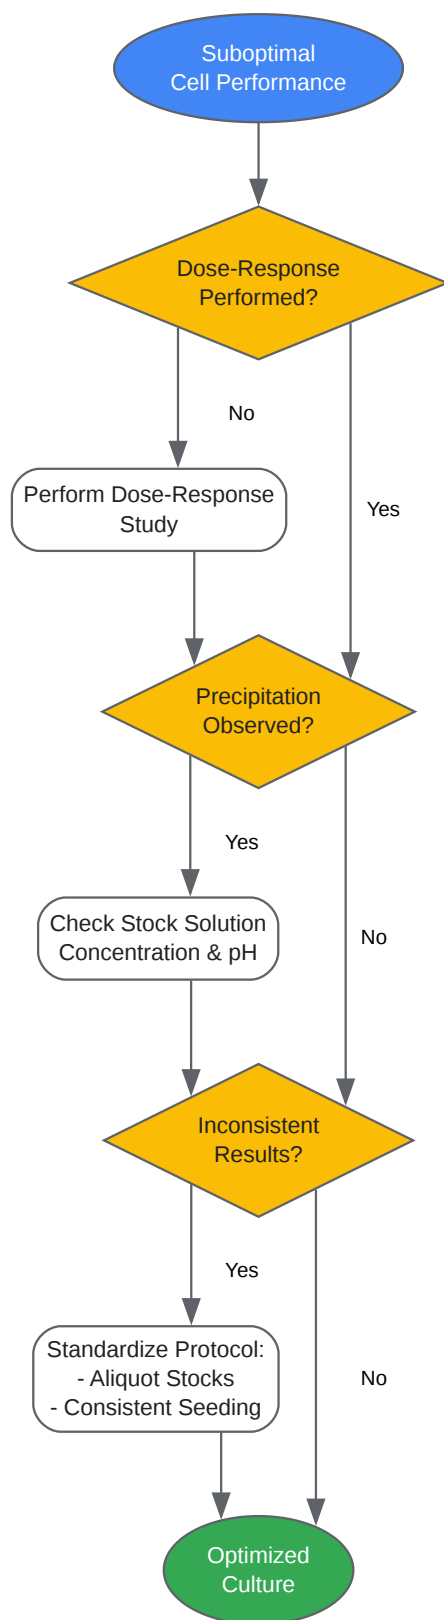 Suboptimal
Cell Performance
Dose-Response
Performed?
No
Perform Dose-Response
Study
Yes
Precipitation
Observed?
Yes
Check Stock Solution
Concentration & pH
No
Inconsistent
Results?
Yes
Standardize Protocol:
- Aliquot Stocks
- Consistent Seeding
No
Optimized
Culture